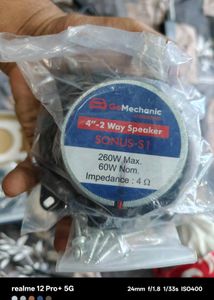 GoMechanic
4"-2 Way Speaker
SONUS-S1
260W Max.
60W Nom.
Impedance : 4 Ω
realme 12 Pro+ 5G
24mm f/1.8 1/33s ISO400